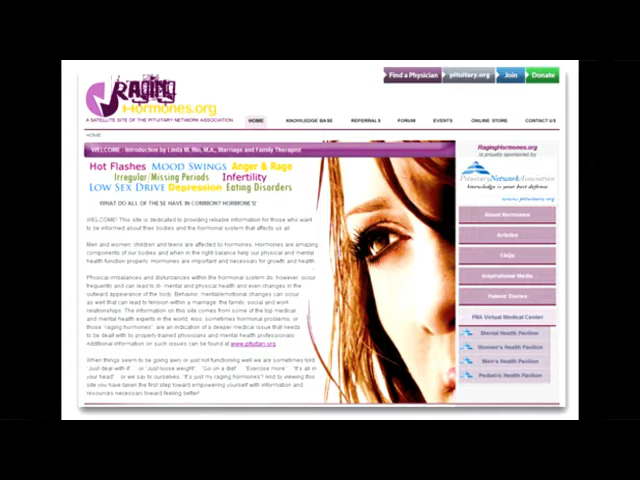 RAGING
Hormones.org
A SATELLITE SITE OF THE PITUITARY NETWORK ASSOCIATION
Find a Physician
pituitary.org
Join
Donate
HOME
KNOWLEDGE BASE
REFERRALS
FORUM
EVENTS
ONLINE STORE
CONTACT US
HOME
WELCOME - Introduction by Linda M. Rio, M.A., Marriage and Family Therapist
Hot Flashes MOOD SWINGS Anger & Rage
Irregular/Missing Periods Infertility
LOW SEX DRIVE Depression Eating Disorders
WHAT DO ALL OF THESE HAVE IN COMMON? HORMONES!
WELCOME! This site is dedicated to providing reliable information for those who want
to be informed about their bodies and the hormonal system that affects us all.
Men and women, children and teens are affected by hormones. Hormones are amazing
components of our bodies and when in the right balance help our physical and mental
health function properly. Hormones are important and necessary for growth and health.
Physical imbalances and disturbances within the hormonal system do, however, occur
frequently and can lead to ill- mental and physical health and even changes in the
outward appearance of the body. Behavior, mental/emotional changes can occur
as well that can lead to tension within a marriage, the family, social and work
relationships. The information on this site comes from some of the top medical
and mental health experts in the world. Also, sometimes hormonal problems, or
those 'raging hormones' are an indication of a deeper medical issue that needs
to be dealt with by properly trained physicians and mental health professionals.
Additional information on such issues can be found at www.pituitary.org
When things seem to be going awry or just not functioning well we are sometimes told
'Just deal with it!' or 'Just loose weight' 'Go on a diet' 'Exercise more' 'It's all in
your head' or we say to ourselves, 'It's just my raging hormones'? And by viewing this
site you have taken the first step toward empowering yourself with information and
resources necessary toward feeling better!
RagingHormones.org
is proudly sponsored by
PituitaryNetworkAssociation
knowledge is your best defense
www.pituitary.org
About Hormones
Articles
FAQs
Inspirational Media
Patient Stories
PNA Virtual Medical Center
Mental Health Pavilion
Women's Health Pavilion
Men's Health Pavilion
Pediatric Health Pavilion